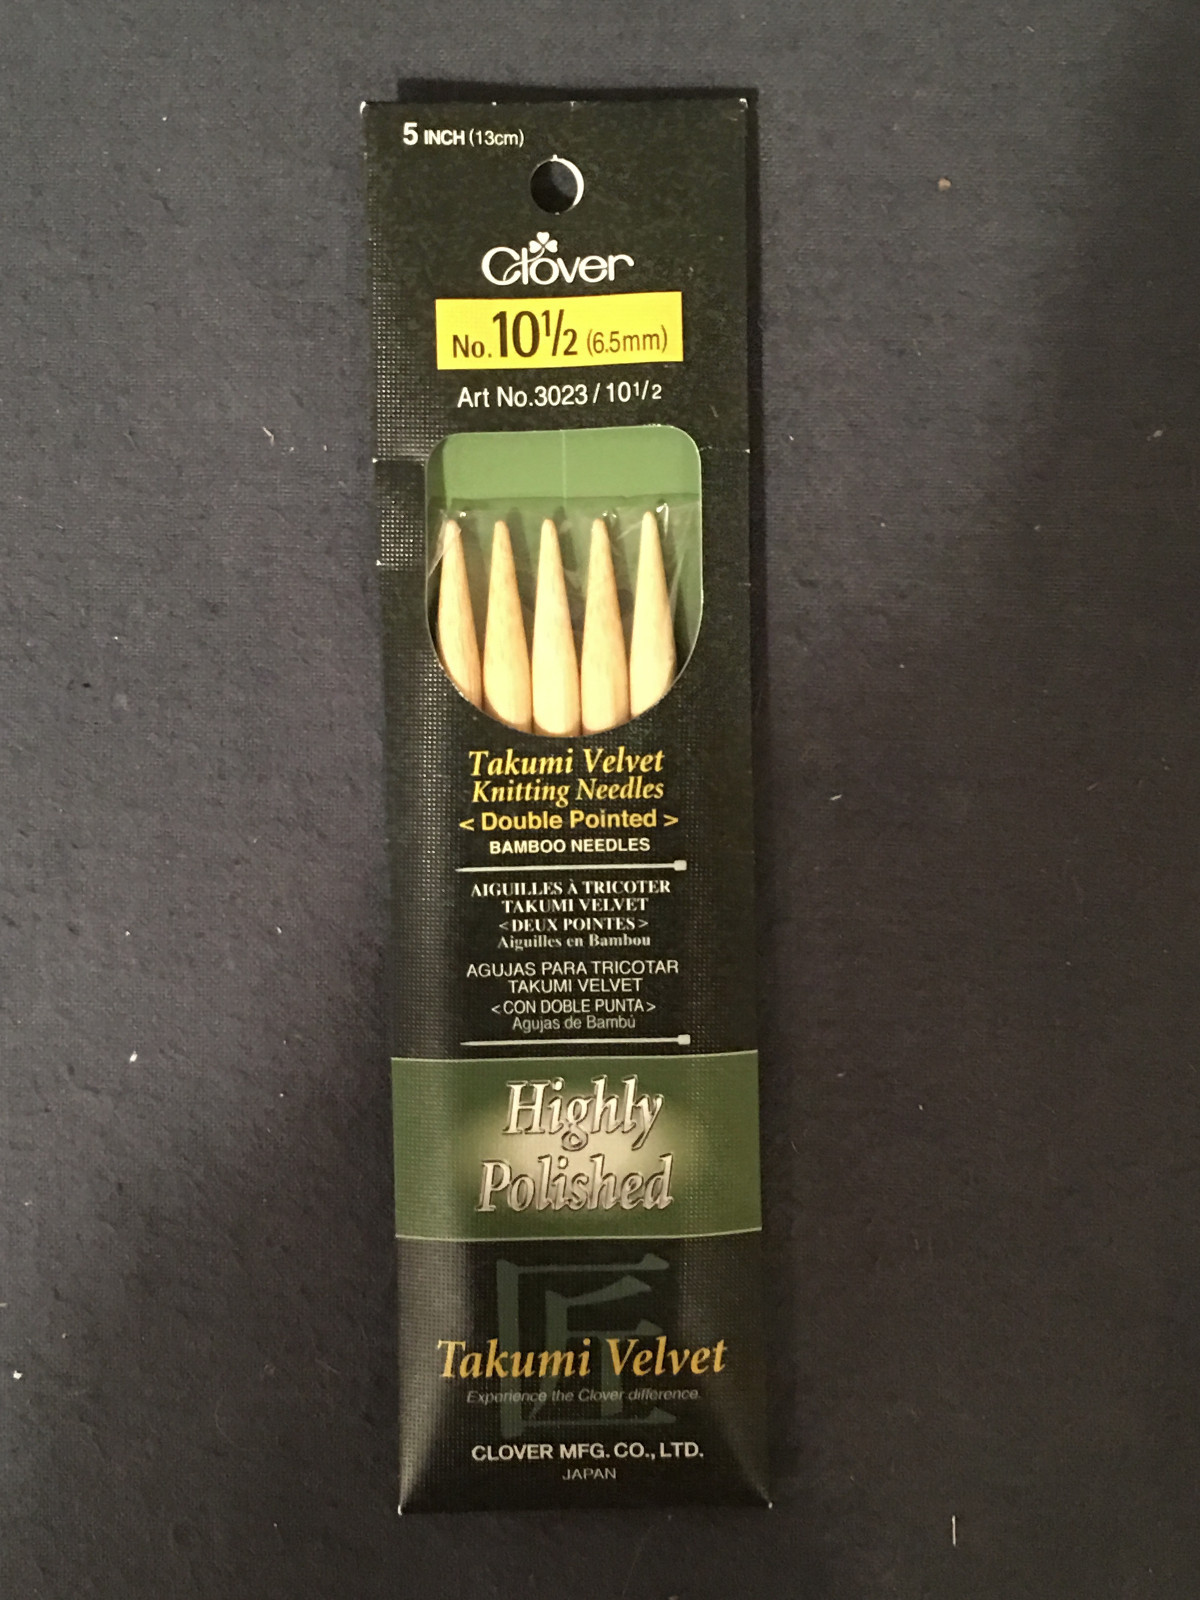 5 INCH (13cm)
Clover
No.10½ (6.5mm)
Art No.3023 / 10½
Takumi Velvet
Knitting Needles
< Double Pointed >
BAMBOO NEEDLES
AIGUILLES À TRICOTER
TAKUMI VELVET
<DEUX POINTES>
Aiguilles en Bambou
AGUJAS PARA TRICOTAR
TAKUMI VELVET
<CON DOBLE PUNTA>
Agujas de Bambú
Highly
Polished
匠
Takumi Velvet
Experience the Clover difference.
CLOVER MFG. CO., LTD.
JAPAN